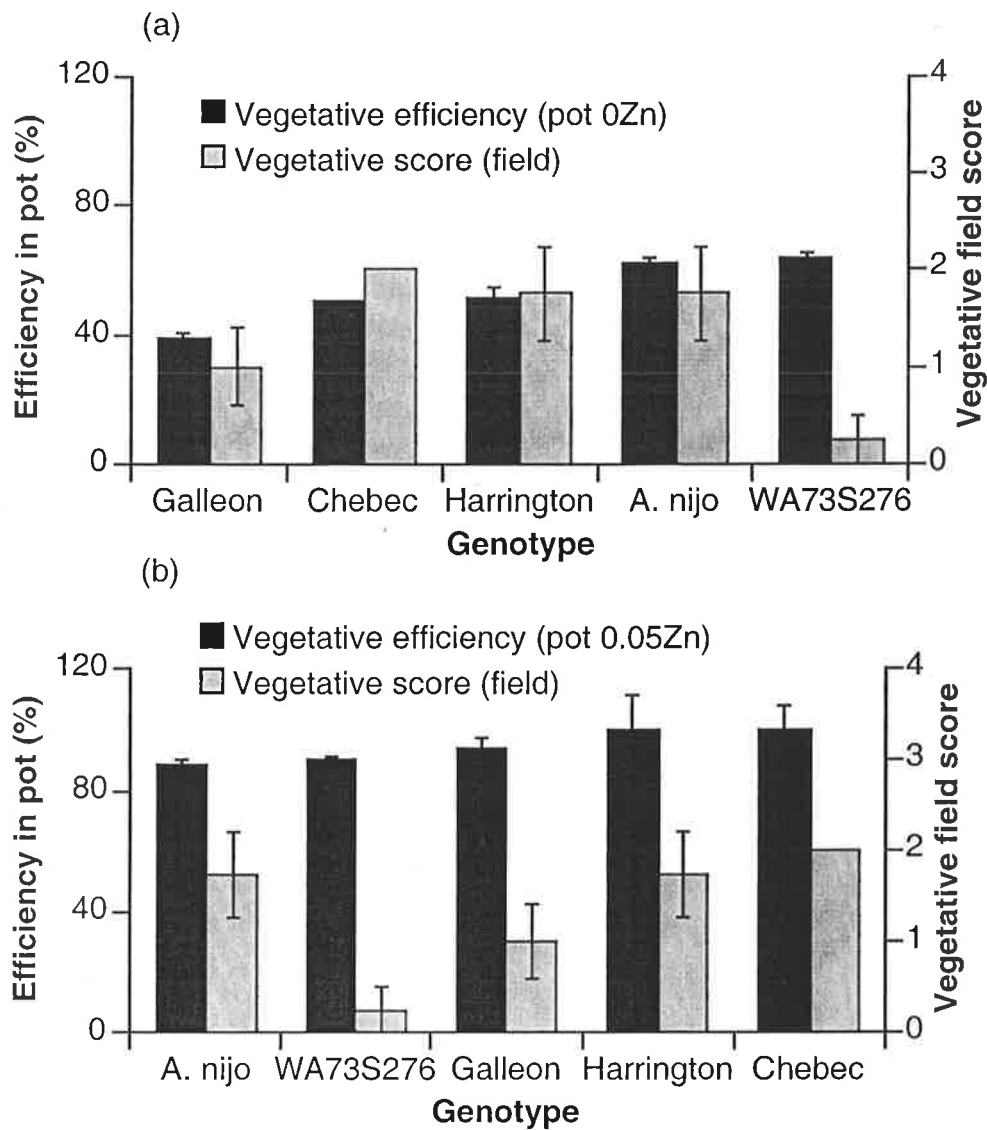 (a)
120
80
40
0
Efficiency in pot (%)
Vegetative efficiency (pot 0Zn)
Vegetative score (field)
4
3
2
1
0
Vegetative field score
Galleon Chebec Harrington A. nijo WA73S276
Genotype
(b)
120
80
40
0
Efficiency in pot (%)
Vegetative efficiency (pot 0.05Zn)
Vegetative score (field)
4
3
2
1
0
Vegetative field score
A. nijo WA73S276 Galleon Harrington Chebec
Genotype